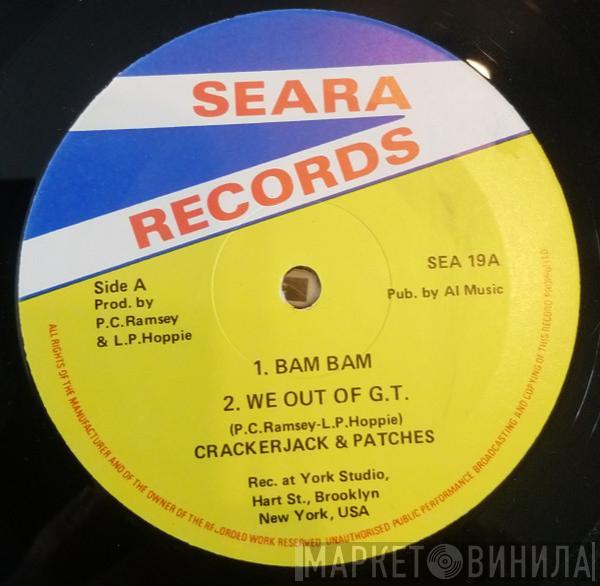 SEARA
RECORDS
Side A
Prod. by
P.C.Ramsey
& L.P.Hoppie
SEA 19A
Pub. by AI Music
1. BAM BAM
2. WE OUT OF G.T.
(P.C.Ramsey-L.P.Hoppie)
CRACKERJACK & PATCHES
Rec. at York Studio,
Hart St., Brooklyn
New York, USA
ALL RIGHTS OF THE MANUFACTURER AND OF THE OWNER OF THE RECORDED WORK RESERVED. UNAUTHORISED PUBLIC PERFORMANCE BROADCASTING AND COPYING OF THIS RECORD PROHIBITED
МАРКЕТ ВИНИЛА